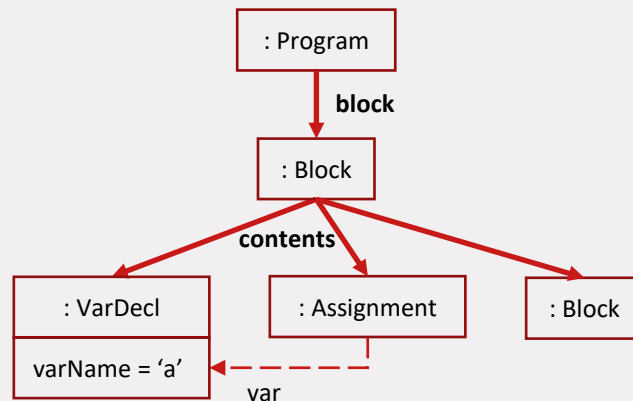 : Program
block
: Block
contents
: VarDecl
: Assignment
: Block
varName = ‘a’
var